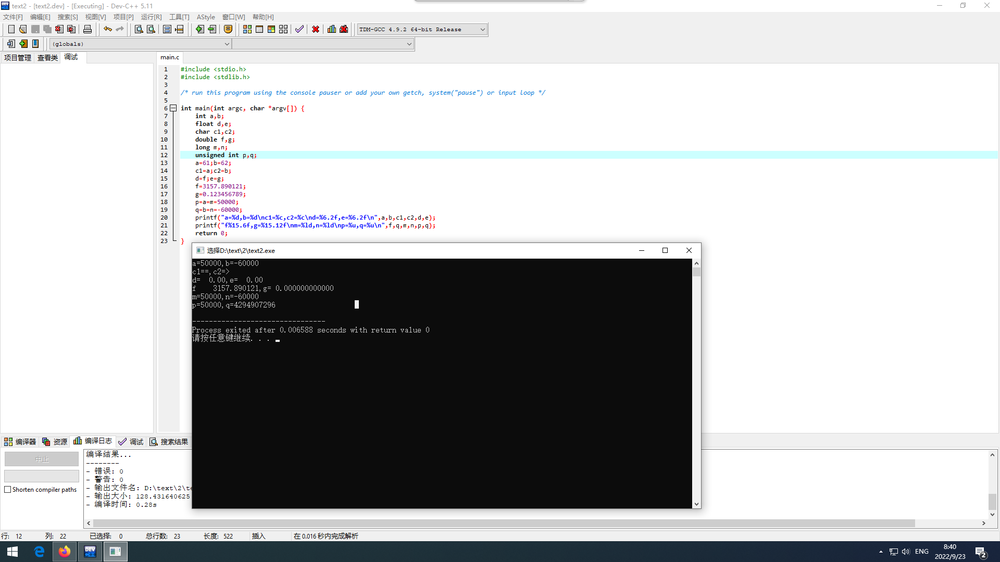 text2 - [text2.dev] - [Executing] - Dev-C++ 5.11
文件[F] 编辑[E] 搜索[S] 视图[V] 项目[P] 运行[R] 工具[T] AStyle 窗口[W] 帮助[H]
TDM-GCC 4.9.2 64-bit Release
(globals)
项目管理 查看类 调试
main.c
1 #include <stdio.h>
2 #include <stdlib.h>
3
4 /* run this program using the console pauser or add your own getch, system("pause") or input loop */
5
6 int main(int argc, char *argv[]) {
7 int a,b;
8 float d,e;
9 char c1,c2;
10 double f,g;
11 long m,n;
12 unsigned int p,q;
13 a=61;b=62;
14 c1=a;c2=b;
15 d=f;e=g;
16 f=3157.890121;
17 g=0.123456789;
18 p=a=m=50000;
19 q=b=n=-60000;
20 printf("a=%d,b=%d\nc1=%c,c2=%c\nd=%6.2f,e=%6.2f\n",a,b,c1,c2,d,e);
21 printf("f%15.6f,g=%15.12f\nm=%ld,n=%ld\np=%u,q=%u\n",f,q,m,n,p,q);
22 return 0;
23 }
选择D:\text\2\text2.exe
a=50000,b=-60000
c1==,c2=>
d=  0.00,e=  0.00
f    3157.890121,g= 0.000000000000
m=50000,n=-60000
p=50000,q=4294907296
--------------------------------
Process exited after 0.006588 seconds with return value 0
请按任意键继续. . .
编译器 资源 编译日志 调试 搜索结果
中止
Shorten compiler paths
编译结果...
--------
- 错误: 0
- 警告: 0
- 输出文件名: D:\text\2\te
- 输出大小: 128.431640625
- 编译时间: 0.28s
行: 12 列: 22 已选择: 0 总行数: 23 长度: 522 插入 在 0.016 秒内完成解析
DEV
ENG
8:40
2022/9/23
2